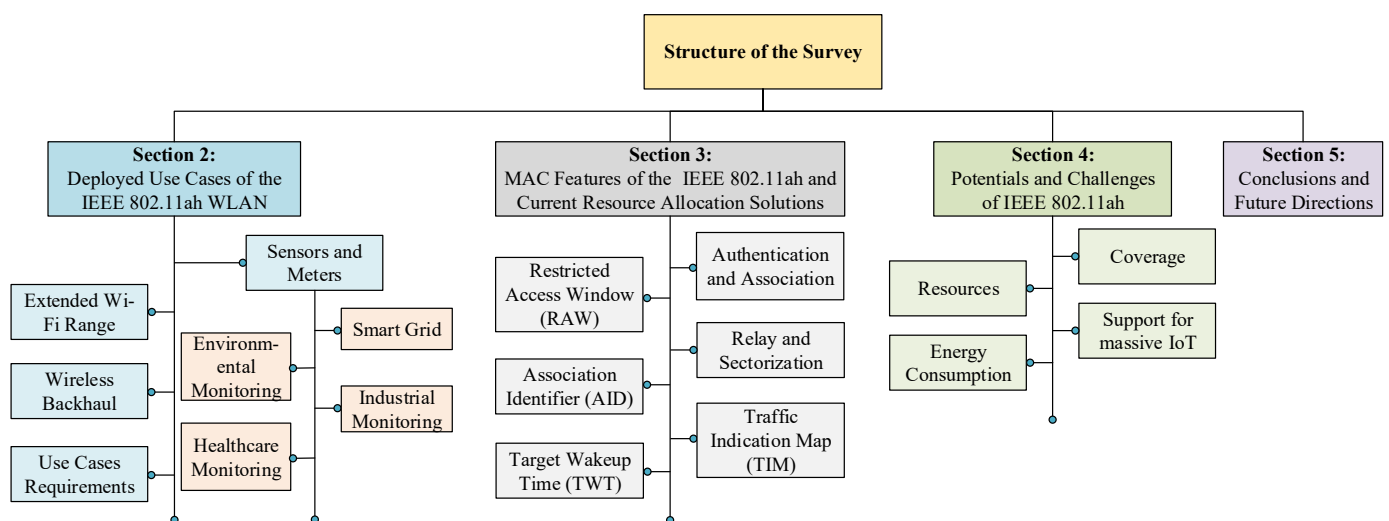 Structure of the Survey
Section 2:
Deployed Use Cases of the
IEEE 802.11ah WLAN
Sensors and
Meters
Extended Wi-
Fi Range
Wireless
Backhaul
Use Cases
Requirements
Smart Grid
Environm-
ental
Monitoring
Industrial
Monitoring
Healthcare
Monitoring
Section 3:
MAC Features of the IEEE 802.11ah and
Current Resource Allocation Solutions
Authentication
and Association
Restricted
Access Window
(RAW)
Relay and
Sectorization
Association
Identifier (AID)
Traffic
Indication Map
(TIM)
Target Wakeup
Time (TWT)
Section 4:
Potentials and Challenges
of IEEE 802.11ah
Coverage
Resources
Support for
massive IoT
Energy
Consumption
Section 5:
Conclusions and
Future Directions